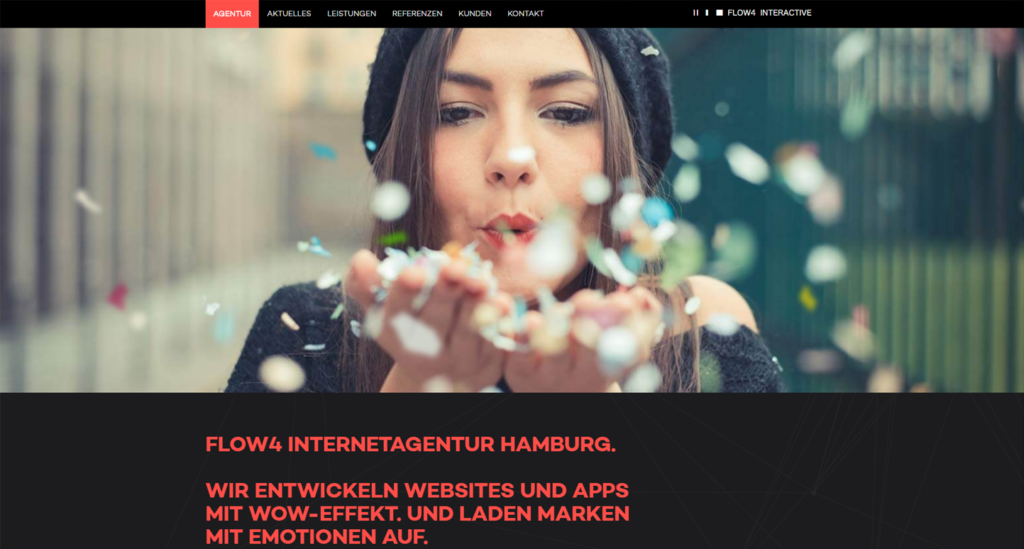 AGENTUR AKTUELLES LEISTUNGEN REFERENZEN KUNDEN KONTAKT FLOW4 INTERACTIVE
FLOW4 INTERNETAGENTUR HAMBURG.
WIR ENTWICKELN WEBSITES UND APPS
MIT WOW-EFFEKT. UND LADEN MARKEN
MIT EMOTIONEN AUF.